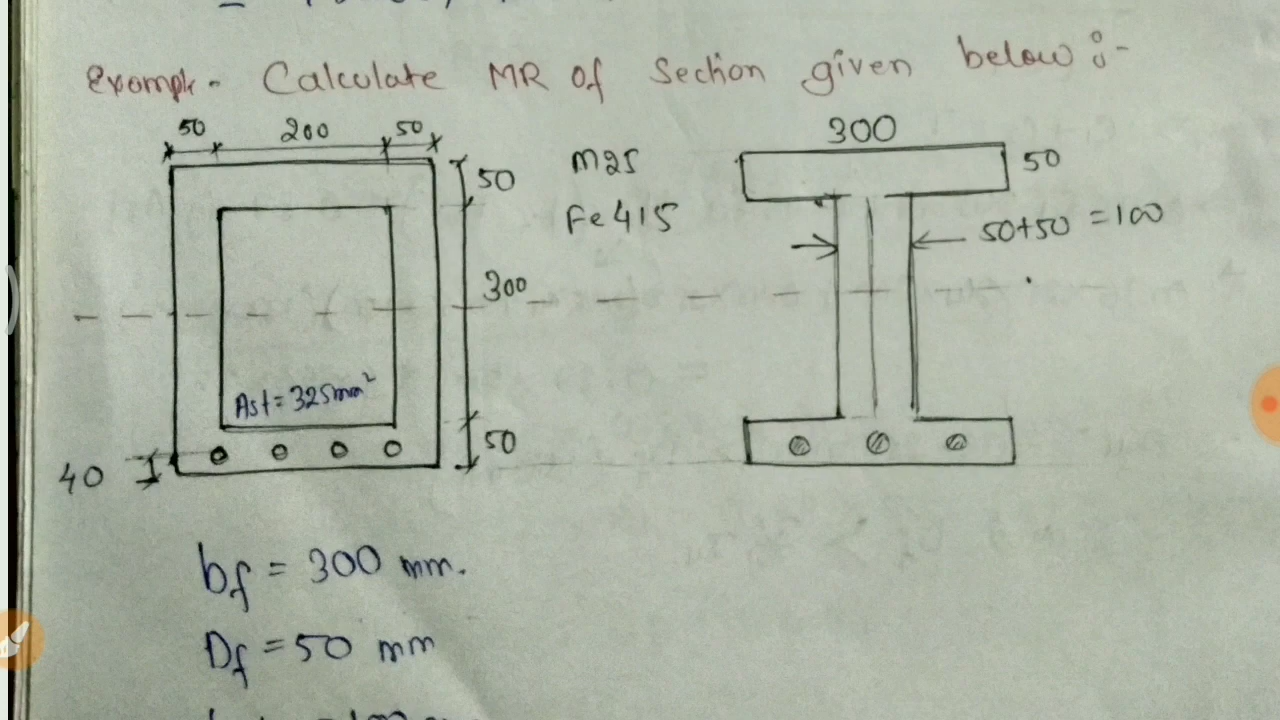 Example - Calculate MR of Section given below :-
50 200 50
300
50
M25
50
Fe415
50+50 = 100
300
Ast = 325mm²
50
40
bf = 300 mm.
Df = 50 mm